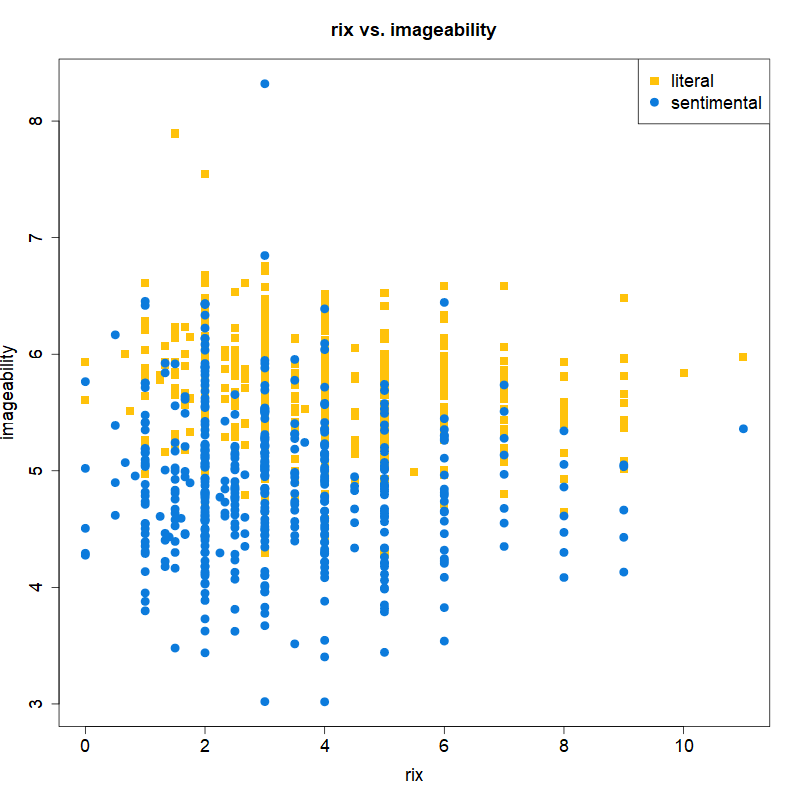 rix vs. imageability
literal
sentimental
imageability
8
7
6
5
4
3
0 2 4 6 8 10
rix